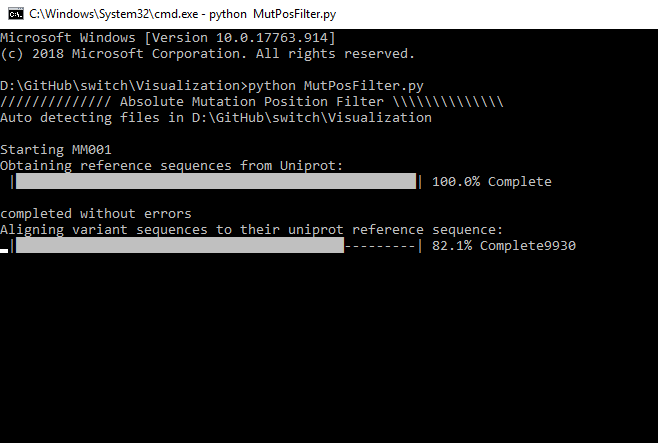 C:\Windows\System32\cmd.exe - python MutPosFilter.py
Microsoft Windows [Version 10.0.17763.914]
(c) 2018 Microsoft Corporation. All rights reserved.
D:\GitHub\switch\Visualization>python MutPosFilter.py
////////////// Absolute Mutation Position Filter \\\\\\\\\\\\\\
Auto detecting files in D:\GitHub\switch\Visualization
Starting MM001
Obtaining reference sequences from Uniprot:
|██████████████████████████████████████████████████| 100.0% Complete
completed without errors
Aligning variant sequences to their uniprot reference sequence:
|█████████████████████████████████████████---------| 82.1% Complete9930